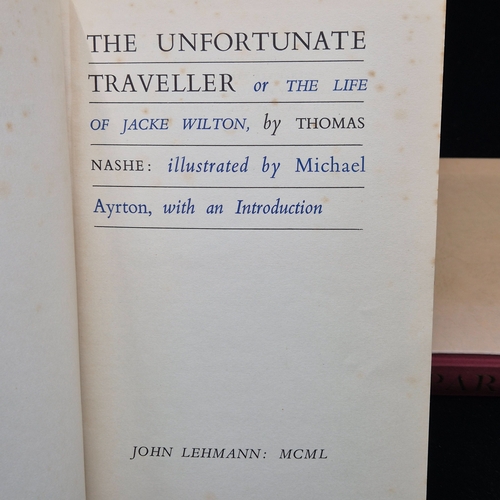 THE UNFORTUNATE
TRAVELLER or THE LIFE
OF JACKE WILTON, by THOMAS
NASHE: illustrated by Michael
Ayrton, with an Introduction
JOHN LEHMANN: MCML